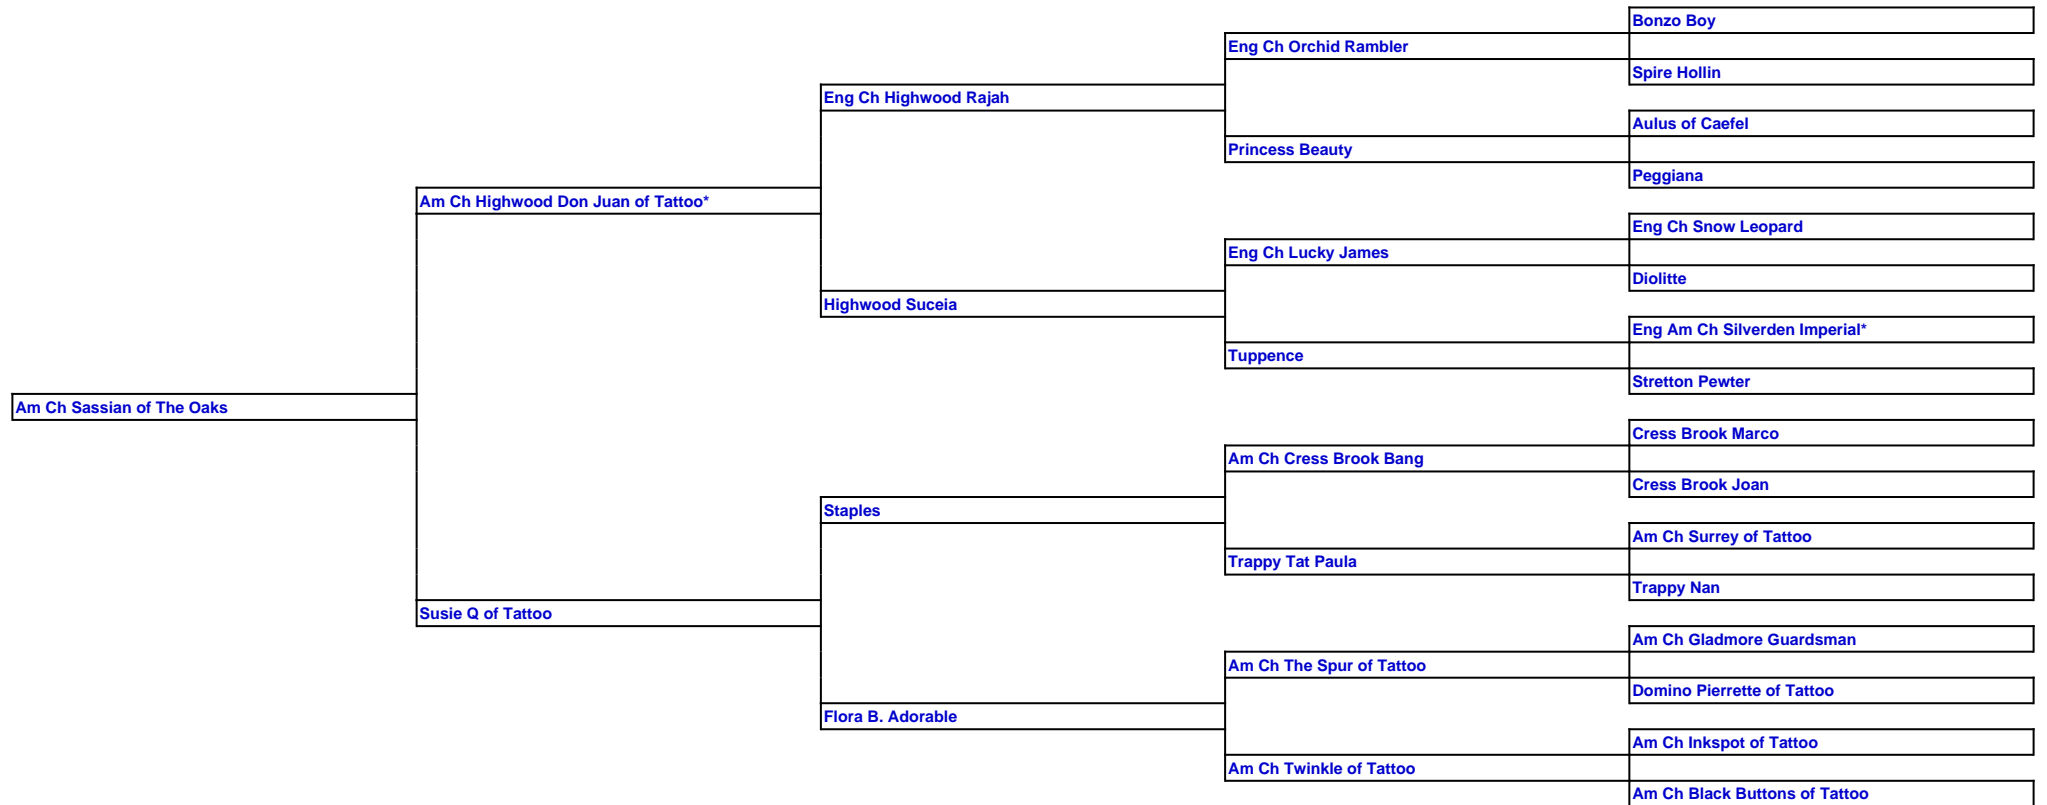 Bonzo Boy
Eng Ch Orchid Rambler
Spire Hollin
Eng Ch Highwood Rajah
Aulus of Caefel
Princess Beauty
Peggiana
Am Ch Highwood Don Juan of Tattoo*
Eng Ch Snow Leopard
Eng Ch Lucky James
Diolitte
Highwood Suceia
Eng Am Ch Silverden Imperial*
Tuppence
Stretton Pewter
Am Ch Sassian of The Oaks
Cress Brook Marco
Am Ch Cress Brook Bang
Cress Brook Joan
Staples
Am Ch Surrey of Tattoo
Trappy Tat Paula
Trappy Nan
Susie Q of Tattoo
Am Ch Gladmore Guardsman
Am Ch The Spur of Tattoo
Domino Pierrette of Tattoo
Flora B. Adorable
Am Ch Inkspot of Tattoo
Am Ch Twinkle of Tattoo
Am Ch Black Buttons of Tattoo